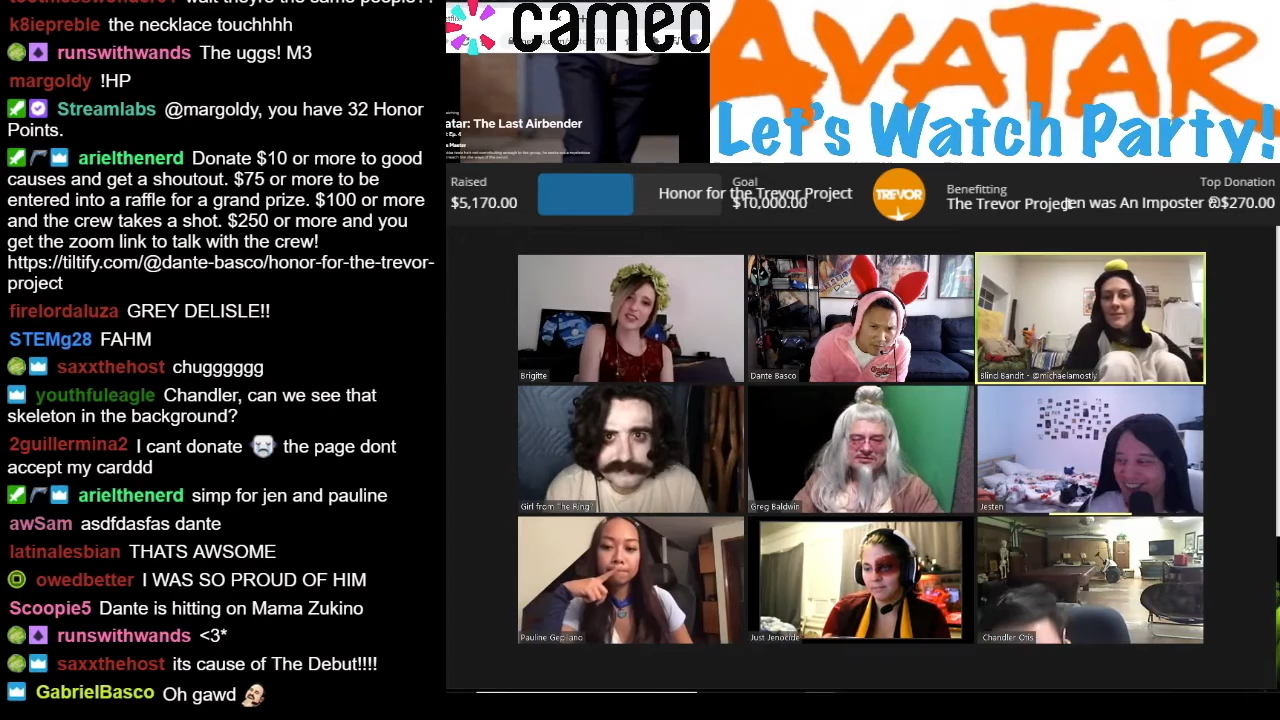 k8iepreble the necklace touchhhh
runswithwands The uggs! M3
margoldy !HP
Streamlabs @margoldy, you have 32 Honor
Points.
arielthenerd Donate $10 or more to good
causes and get a shoutout. $75 or more to be
entered into a raffle for a grand prize. $100 or more
and the crew takes a shot. $250 or more and you
get the zoom link to talk with the crew!
https://tiltify.com/@dante-basco/honor-for-the-trevor-
project
firelordaluza GREY DELISLE!!
STEMg28 FAHM
saxxthehost chugggggg
youthfuleagle Chandler, can we see that
skeleton in the background?
2guillermina2 I cant donate the page dont
accept my carddd
arielthenerd simp for jen and pauline
awSam asdfdasfas dante
latinalesbian THATS AWSOME
owedbetter I WAS SO PROUD OF HIM
Scoopie5 Dante is hitting on Mama Zukino
runswithwands <3*
saxxthehost its cause of The Debut!!!!
GabrielBasco Oh gawd
cameo
atar: The Last Airbender
AVATAR
Let's Watch Party!
Raised
$5,170.00
Honor for the Trevor Project
Goal
$10,000.00
TREVOR
Benefitting
The Trevor Project
Top Donation
Jen was An Imposter
$270.00
Brigitte
Dante Basco
Blind Bandit - @michaelamostly
Girl from The Ring?
Greg Baldwin
Jesten
Pauline Gepilano
Just Jenocide
Chandler Otis